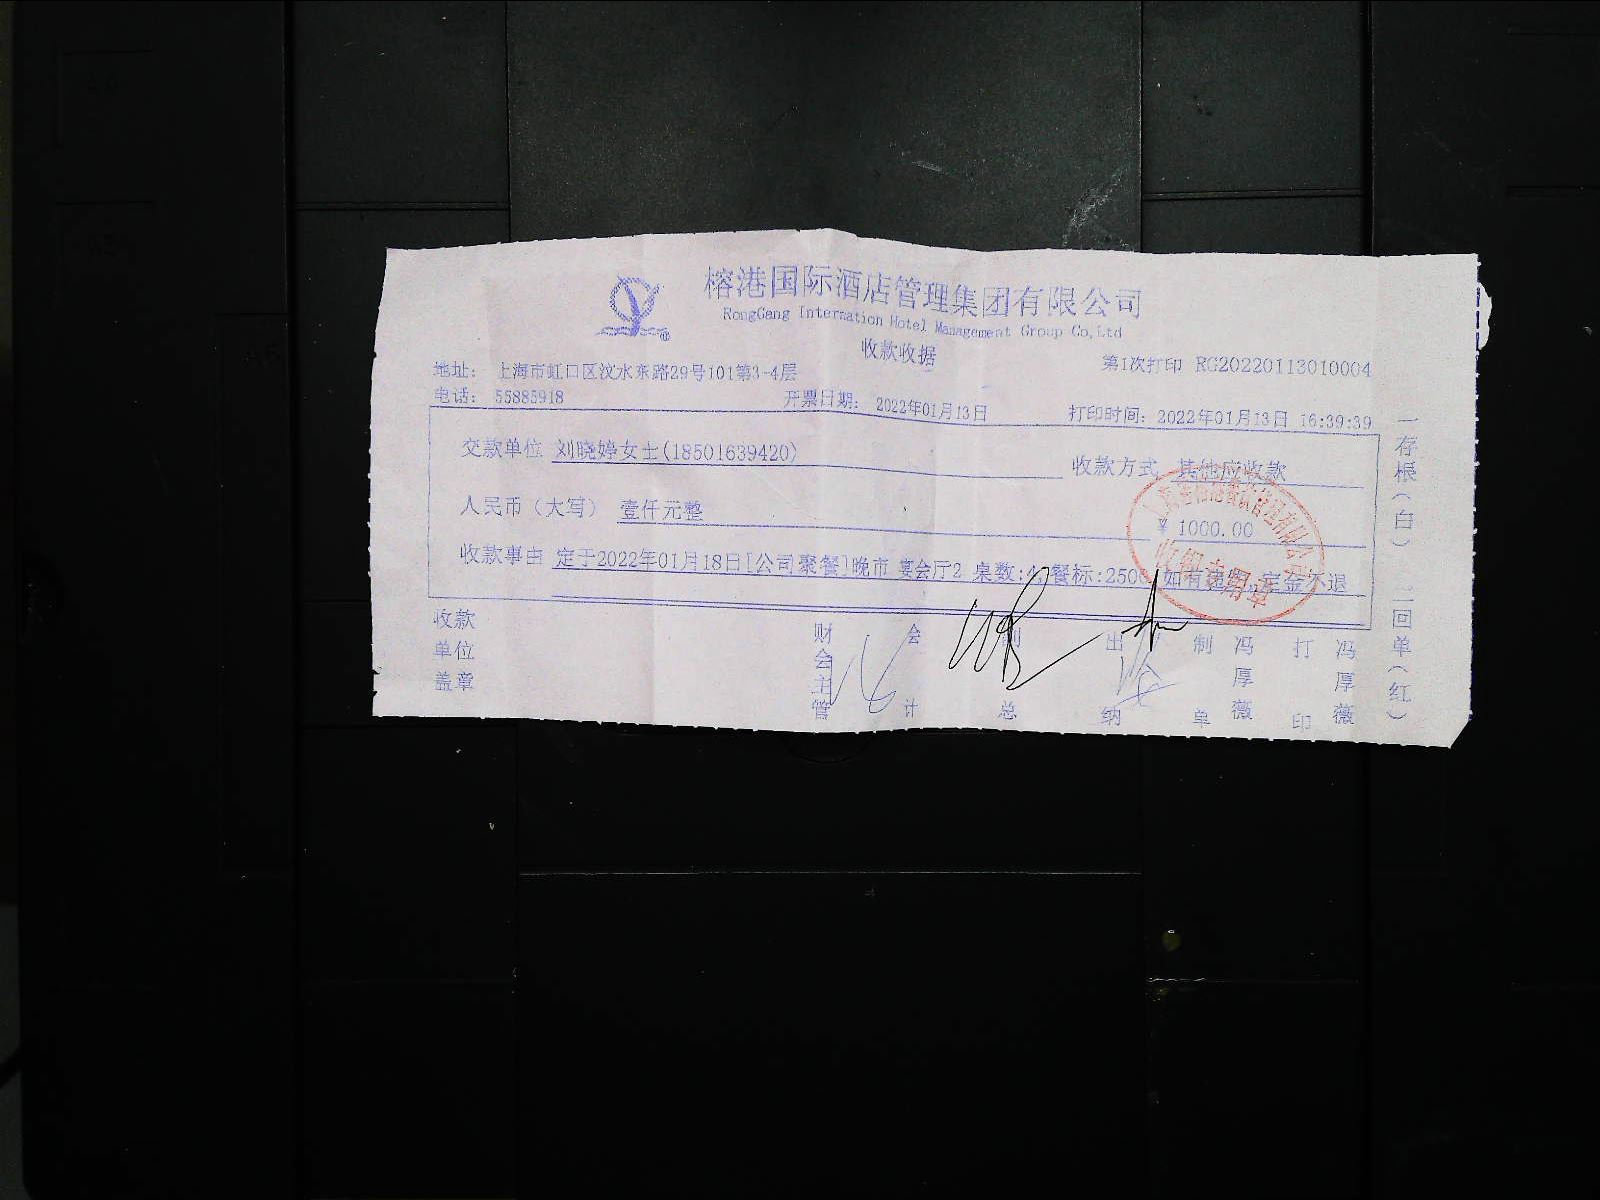 榕港国际酒店管理集团有限公司
RongGang Internation Hotel Management Group Co,Ltd
收款收据
第1次打印 RG20220113010004
地址: 上海市虹口区汶水东路29号101第3-4层
电话: 55885918 开票日期: 2022年01月13日 打印时间: 2022年01月13日 16:39:39
交款单位 刘晓婷女士(18501639420) 收款方式 其他应收款
人民币（大写） 壹仟元整 ¥ 1000.00
收款事由 定于2022年01月18日[公司聚餐]晚市 宴会厅2 桌数:4, 餐标:2500 如有违期,定金不退
收款单位盖章 财会主管 会计 副总 出纳 制单 冯厚薇 打印 冯厚薇
一存根（白） 二回单（红）
收银专用章